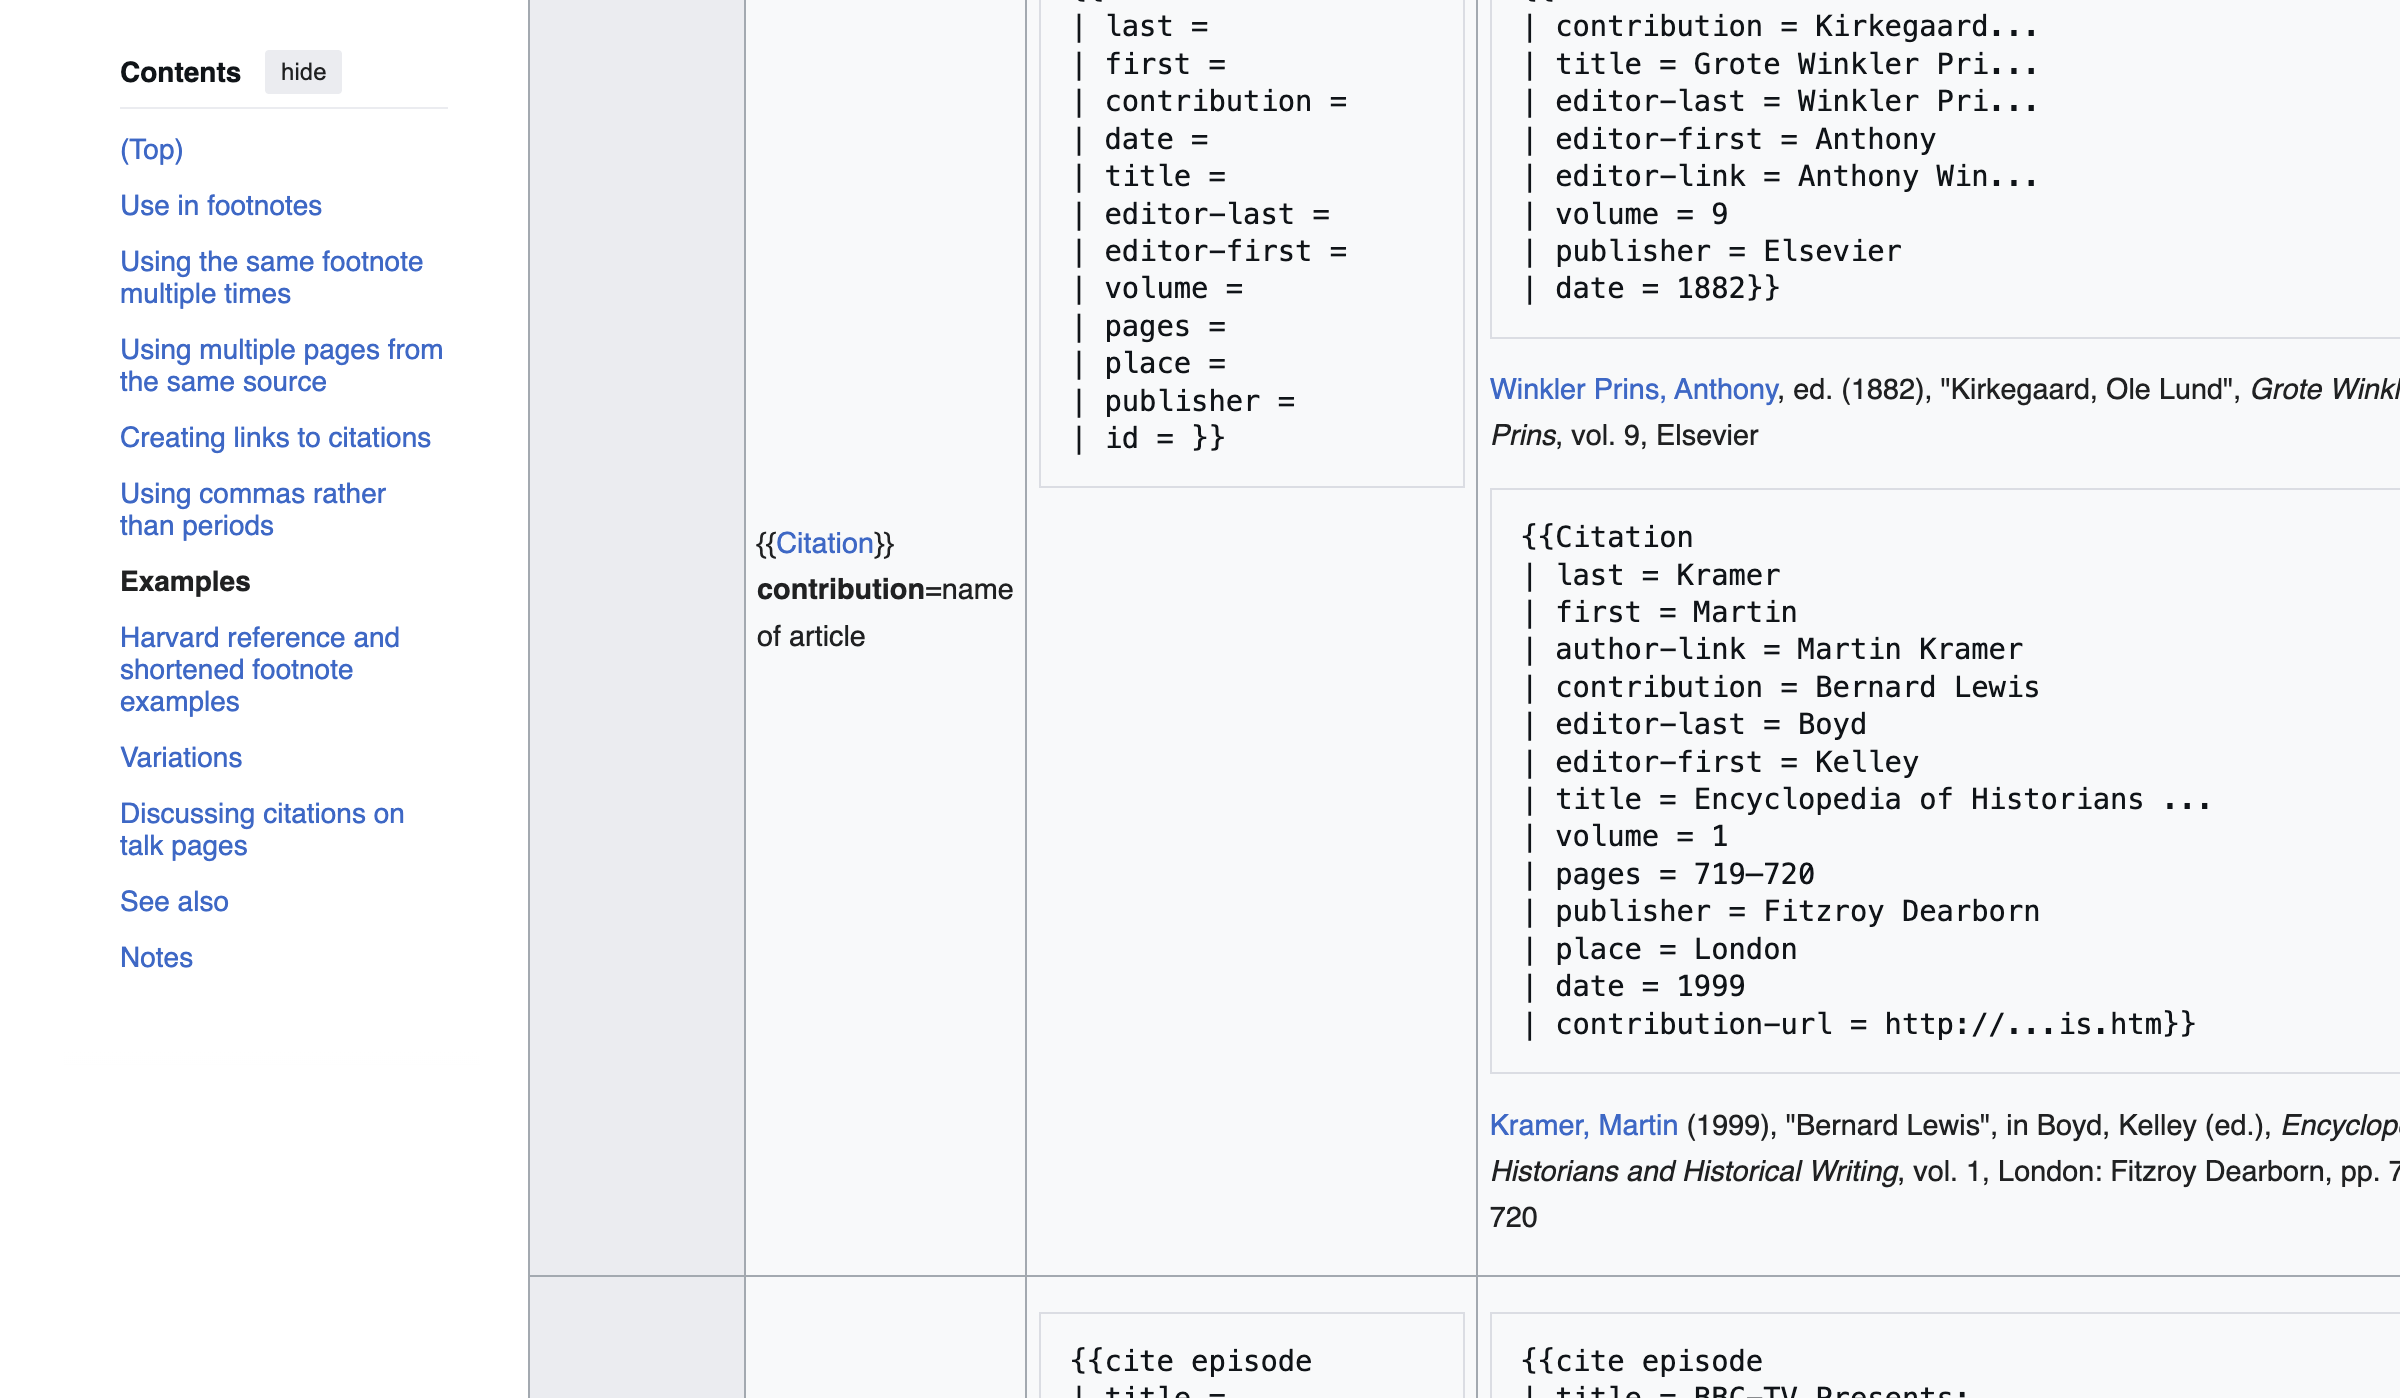 Contents hide
(Top)
Use in footnotes
Using the same footnote
multiple times
Using multiple pages from
the same source
Creating links to citations
Using commas rather
than periods
Examples
Harvard reference and
shortened footnote
examples
Variations
Discussing citations on
talk pages
See also
Notes
{{Citation}}
contribution=name
of article
| last =
| first =
| contribution =
| date =
| title =
| editor-last =
| editor-first =
| volume =
| pages =
| place =
| publisher =
| id = }}
| contribution = Kirkegaard...
| title = Grote Winkler Pri...
| editor-last = Winkler Pri...
| editor-first = Anthony
| editor-link = Anthony Win...
| volume = 9
| publisher = Elsevier
| date = 1882}}
Winkler Prins, Anthony, ed. (1882), "Kirkegaard, Ole Lund", Grote Winkl
Prins, vol. 9, Elsevier
{{Citation
| last = Kramer
| first = Martin
| author-link = Martin Kramer
| contribution = Bernard Lewis
| editor-last = Boyd
| editor-first = Kelley
| title = Encyclopedia of Historians ...
| volume = 1
| pages = 719–720
| publisher = Fitzroy Dearborn
| place = London
| date = 1999
| contribution-url = http://...is.htm}}
Kramer, Martin (1999), "Bernard Lewis", in Boyd, Kelley (ed.), Encyclop
Historians and Historical Writing, vol. 1, London: Fitzroy Dearborn, pp. 7
720
{{cite episode
| title =
{{cite episode
| title = BBC-TV Presents: